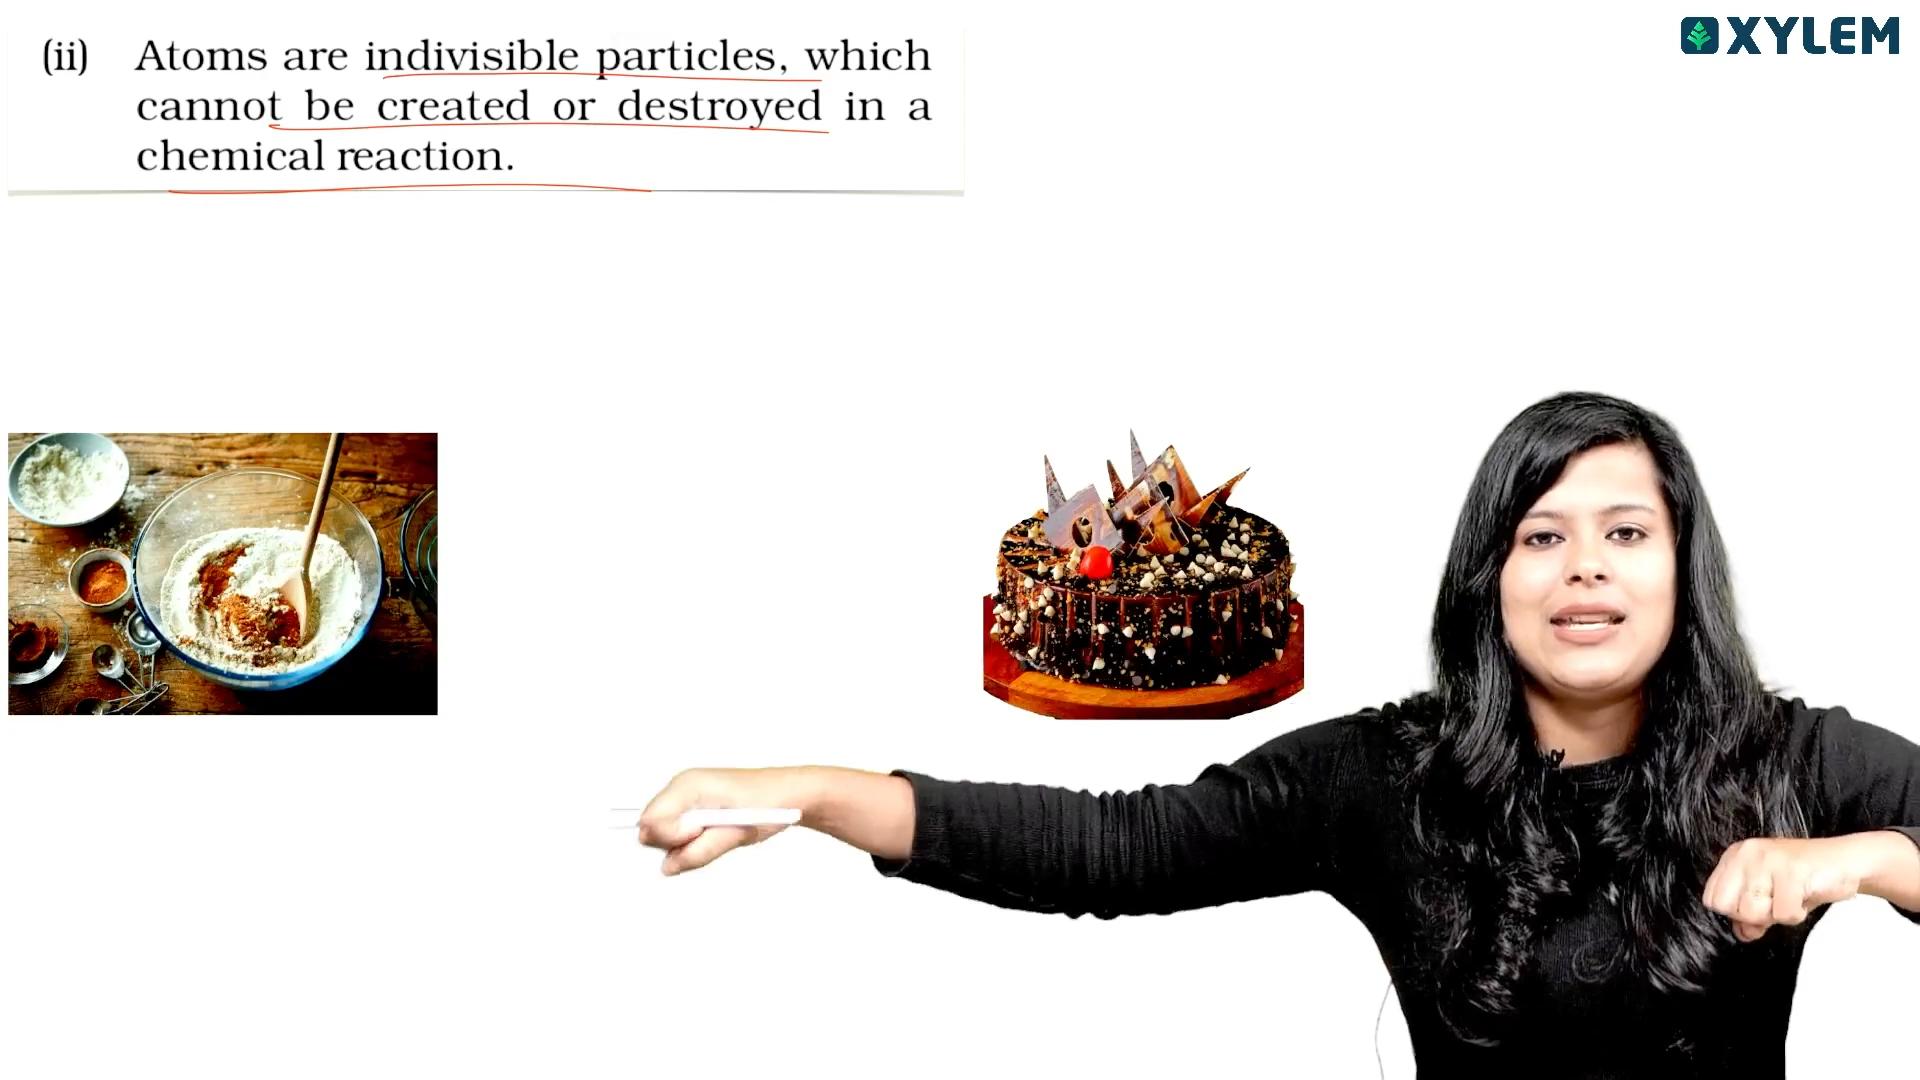 XYLEM
(ii) Atoms are indivisible particles, which
cannot be created or destroyed in a
chemical reaction.